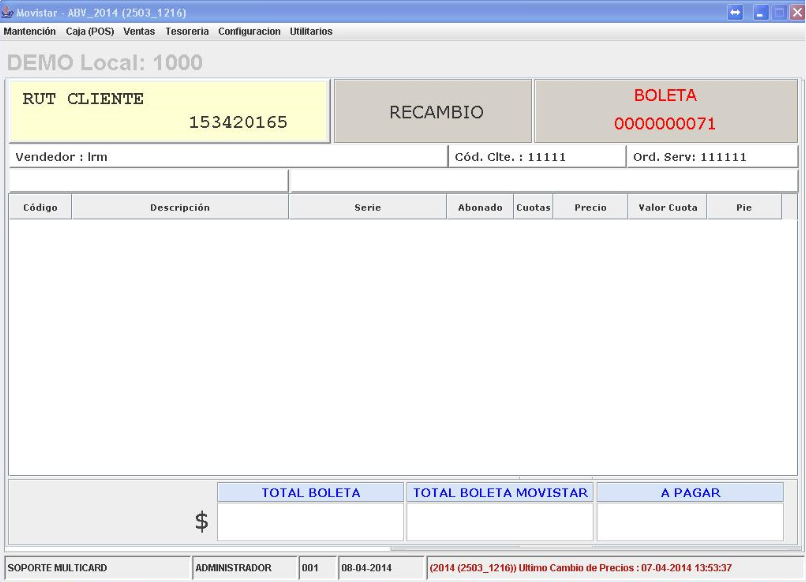 Movistar - ABV_2014 (2503_1216)
Mantención Caja (POS) Ventas Tesoreria Configuracion Utilitarios
DEMO Local: 1000
RUT CLIENTE
153420165
RECAMBIO
BOLETA
0000000071
Vendedor : lrm
Cód. Clte. : 11111
Ord. Serv: 111111
Código Descripción Serie Abonado Cuotas Precio Valor Cuota Pie
TOTAL BOLETA TOTAL BOLETA MOVISTAR A PAGAR
$
SOPORTE MULTICARD ADMINISTRADOR 001 08-04-2014 (2014 (2503_1216)) Ultimo Cambio de Precios : 07-04-2014 13:53:37